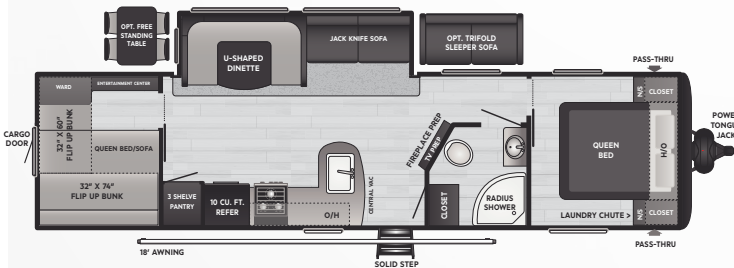 OPT. FREE
STANDING
TABLE
U-SHAPED
DINETTE
JACK KNIFE SOFA
OPT. TRIFOLD
SLEEPER SOFA
PASS-THRU
WARD
ENTERTAINMENT CENTER
N/S
CLOSET
CARGO
DOOR
32" X 60"
FLIP UP BUNK
QUEEN BED/SOFA
FIREPLACE PREP
TV PREP
QUEEN
BED
H/O
POWER
TONGUE
JACK
32" X 74"
FLIP UP BUNK
3 SHELVE
PANTRY
10 CU. FT.
REFER
O/H
CENTRAL VAC
CLOSET
RADIUS
SHOWER
LAUNDRY CHUTE >
N/S
CLOSET
PASS-THRU
18' AWNING
SOLID STEP